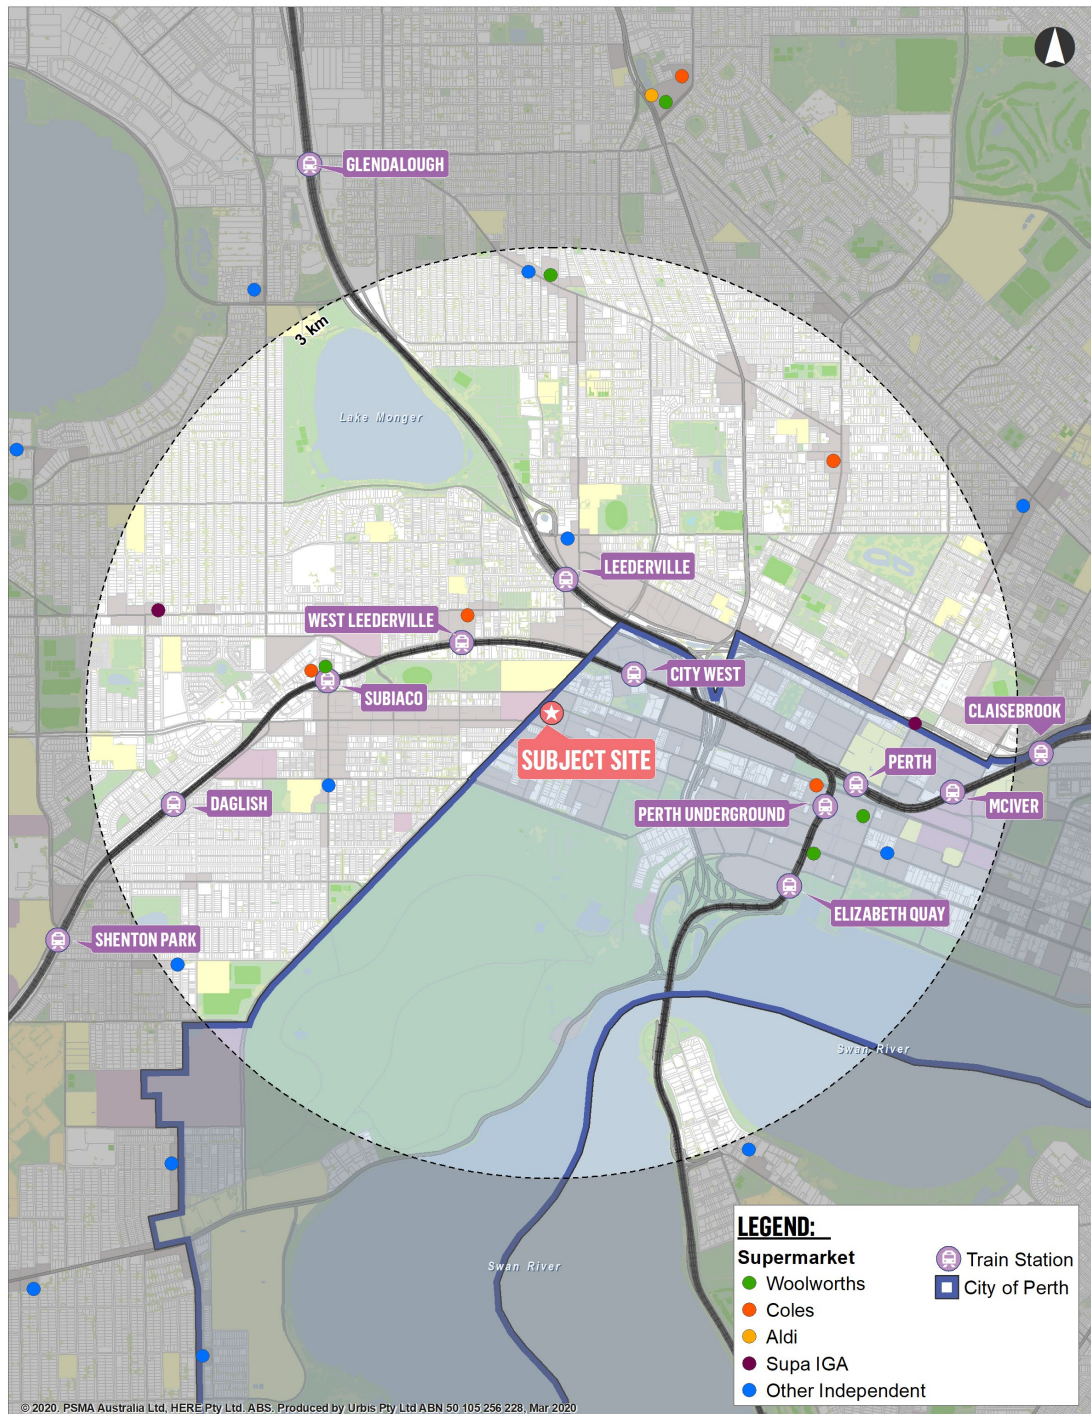 GLENDALOUGH
3 km
Lake Monger
LEEDERVILLE
WEST LEEDERVILLE
CITY WEST
SUBIACO
CLAISEBROOK
SUBJECT SITE
PERTH
DAGLISH
MCIVER
PERTH UNDERGROUND
ELIZABETH QUAY
SHENTON PARK
Swan River
Swan River
LEGEND:
Supermarket
Woolworths
Coles
Aldi
Supa IGA
Other Independent
Train Station
City of Perth
© 2020. PSMA Australia Ltd, HERE Pty Ltd. ABS. Produced by Urbis Pty Ltd ABN 50 105 256 228, Mar 2020